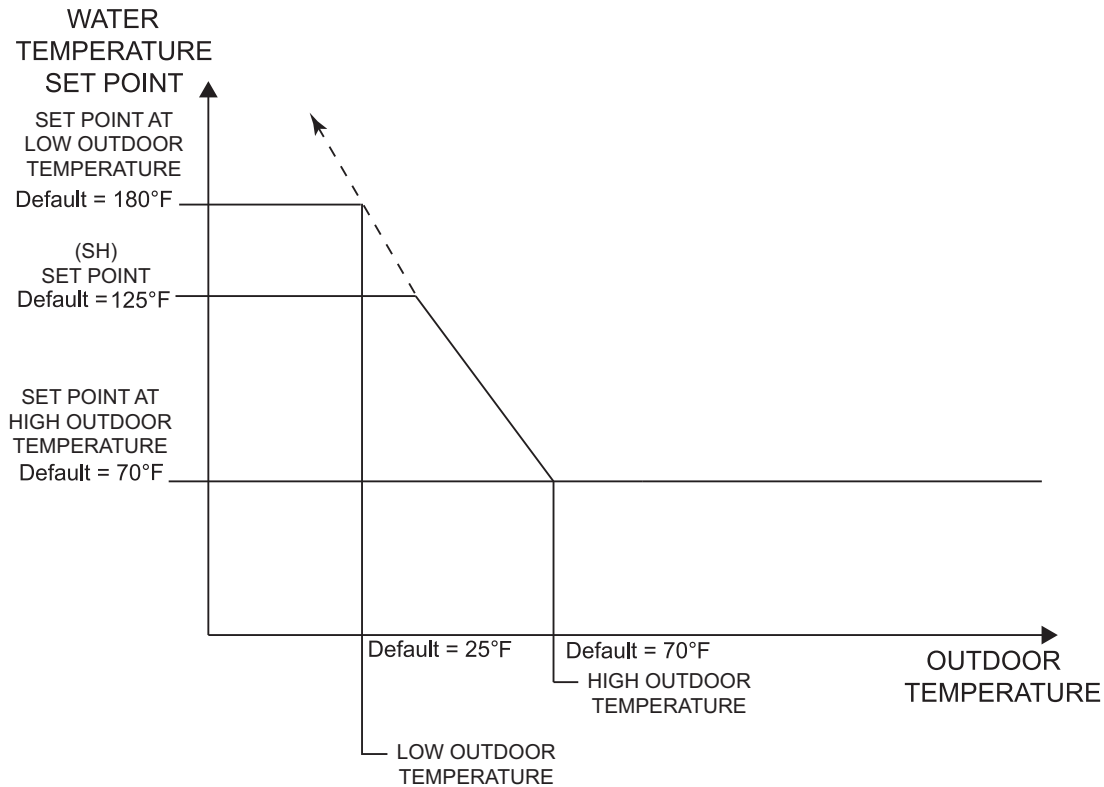 WATER
TEMPERATURE
SET POINT
SET POINT AT
LOW OUTDOOR
TEMPERATURE
Default = 180°F
(SH)
SET POINT
Default = 125°F
SET POINT AT
HIGH OUTDOOR
TEMPERATURE
Default = 70°F
Default = 25°F
Default = 70°F
OUTDOOR
TEMPERATURE
HIGH OUTDOOR
TEMPERATURE
LOW OUTDOOR
TEMPERATURE